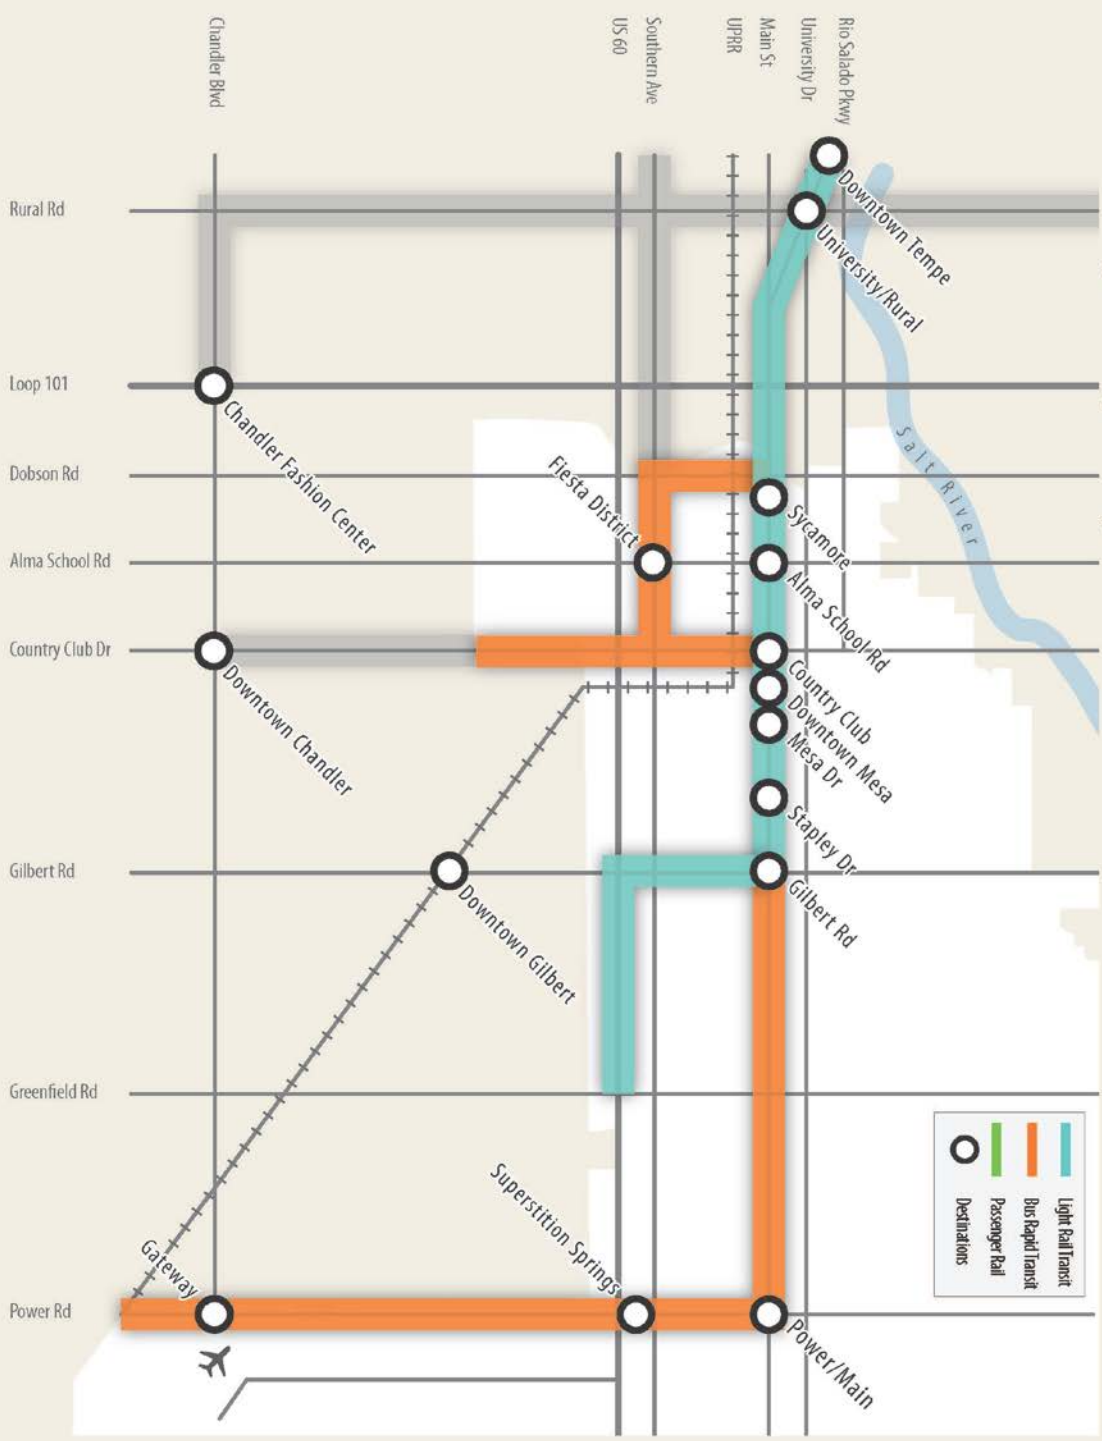 Chandler Blvd
US 60
Southern Ave
UPRR
Main St
University Dr
Rio Salado Pkwy
Rural Rd
Loop 101
Dobson Rd
Alma School Rd
Country Club Dr
Gilbert Rd
Greenfield Rd
Power Rd
Downtown Tempe
University/Rural
Salt River
Chandler Fashion Center
Fiesta District
Sycamore
Alma School Rd
Country Club
Downtown Mesa
Mesa Dr
Stapley Dr
Gilbert Rd
Downtown Chandler
Downtown Gilbert
Superstition Springs
Gateway
Power/Main
Light Rail Transit
Bus Rapid Transit
Passenger Rail
Destinations